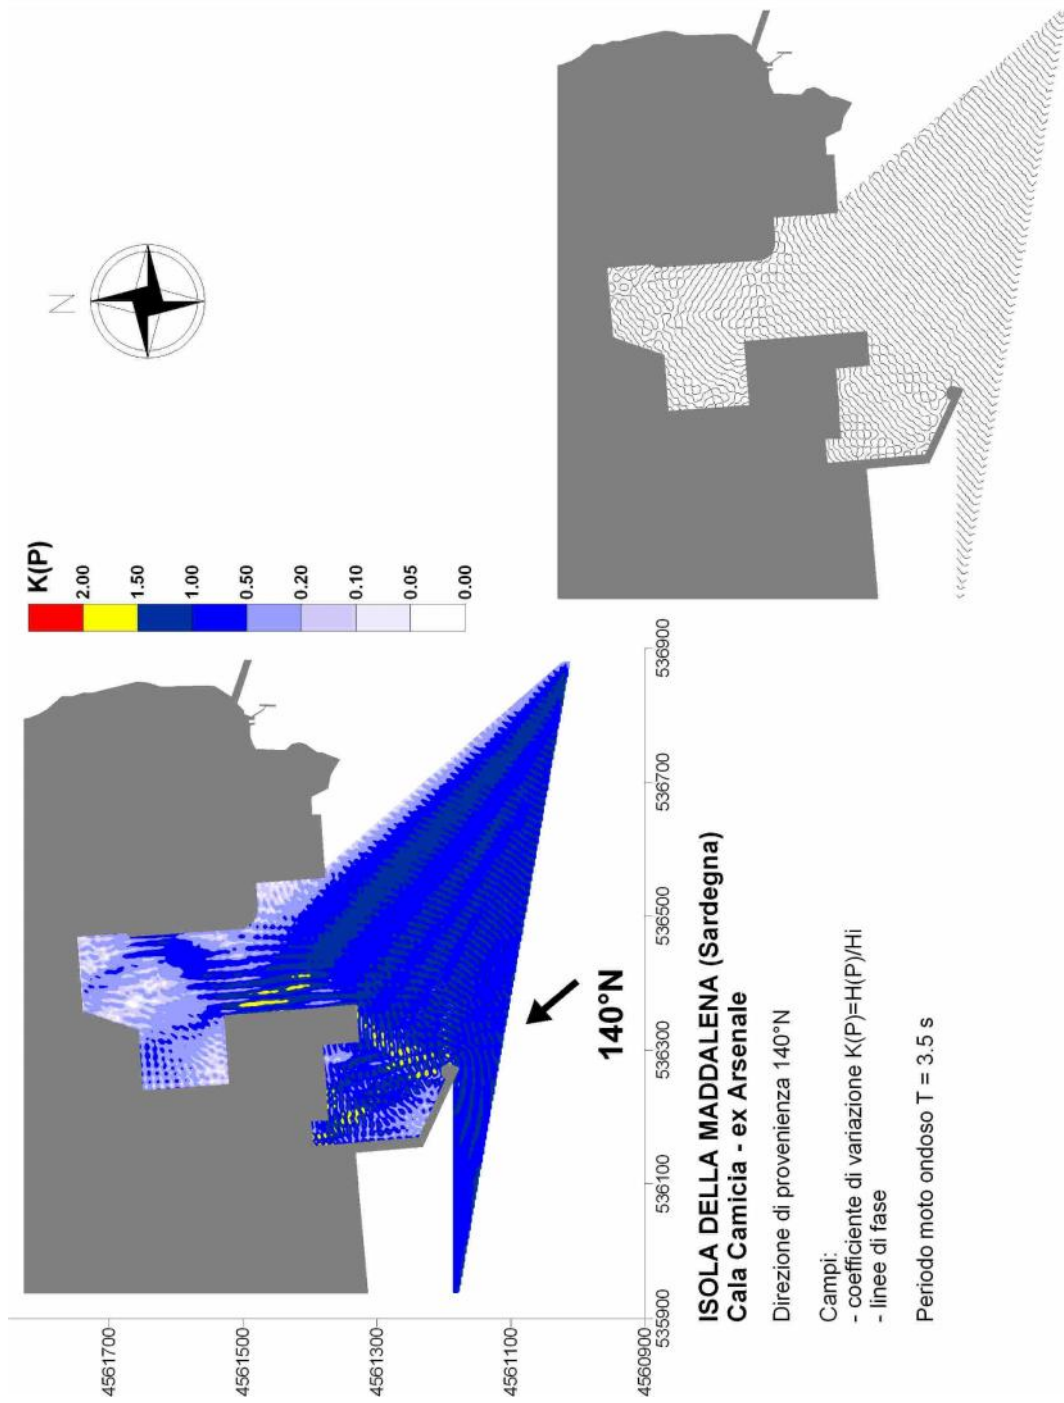 N
K(P)
2.00
1.50
1.00
0.50
0.20
0.10
0.05
0.00
4561700
4561500
4561300
4561100
4560900
535900
536100
536300
536500
536700
536900
140°N
ISOLA DELLA MADDALENA (Sardegna)
Cala Camicia - ex Arsenale
Direzione di provenienza 140°N
Campi:
- coefficiente di variazione K(P)=H(P)/Hi
- linee di fase
Periodo moto ondoso T = 3.5 s